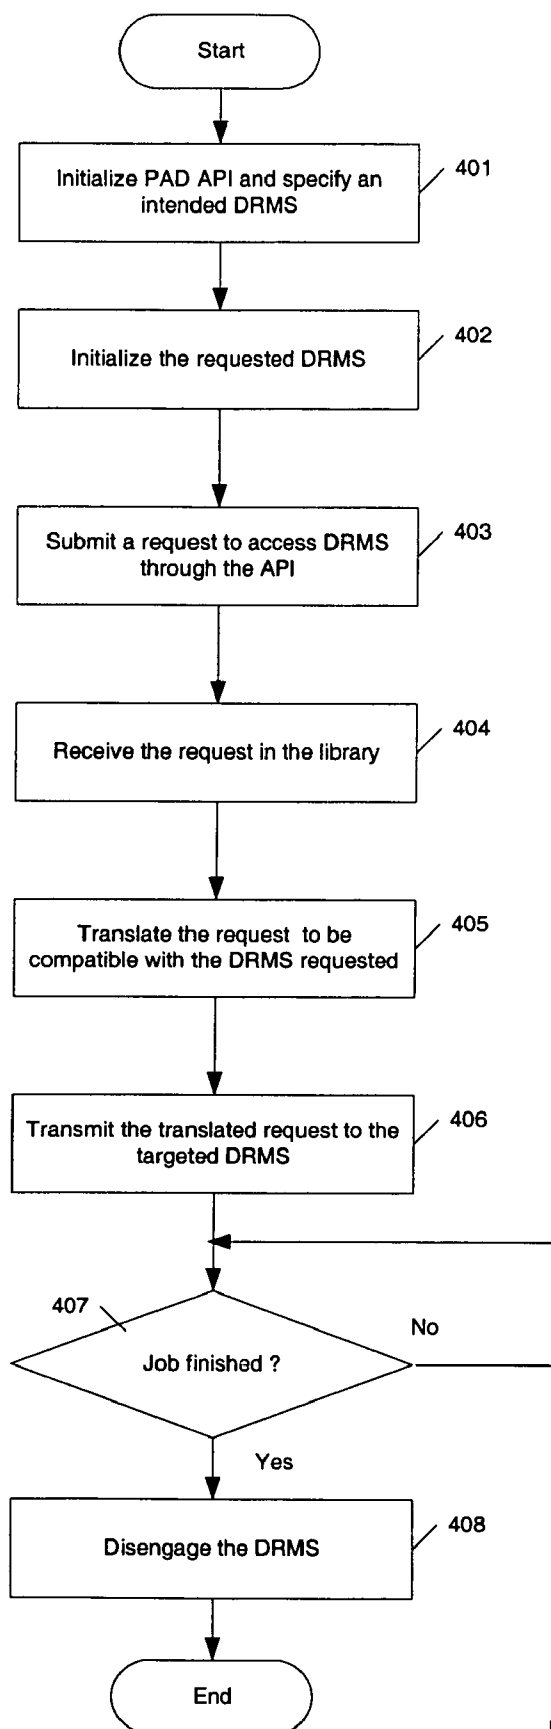 Start
Initialize PAD API and specify an
intended DRMS
401
Initialize the requested DRMS
402
Submit a request to access DRMS
through the API
403
Receive the request in the library
404
Translate the request to be
compatible with the DRMS requested
405
Transmit the translated request to the
targeted DRMS
406
407
Job finished ?
No
Yes
Disengage the DRMS
408
End